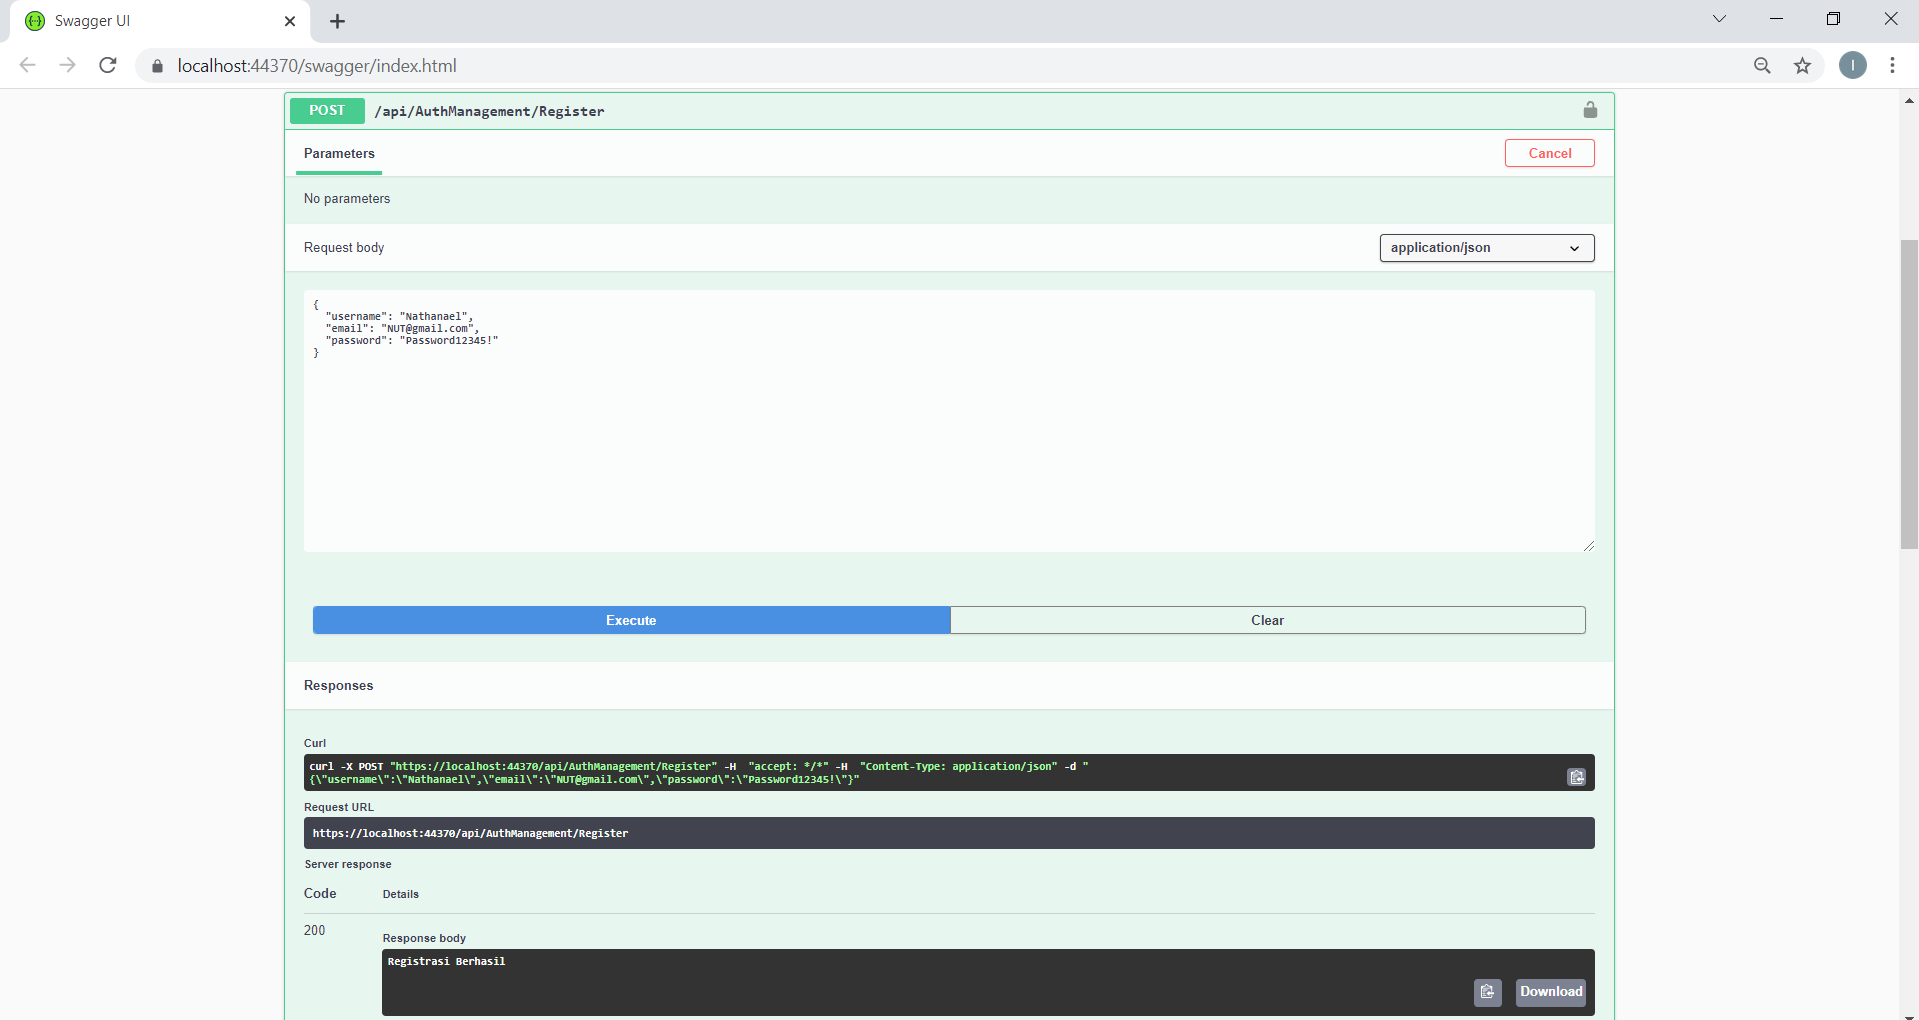 Swagger UI
localhost:44370/swagger/index.html
I
POST /api/AuthManagement/Register
Parameters
Cancel
No parameters
Request body
application/json
{
  "username": "Nathanael",
  "email": "NUT@gmail.com",
  "password": "Password12345!"
}
Execute
Clear
Responses
Curl
curl -X POST "https://localhost:44370/api/AuthManagement/Register" -H  "accept: */*" -H  "Content-Type: application/json" -d "
{\"username\":\"Nathanael\",\"email\":\"NUT@gmail.com\",\"password\":\"Password12345!\"}"
Request URL
https://localhost:44370/api/AuthManagement/Register
Server response
Code Details
200
Response body
Registrasi Berhasil
Download